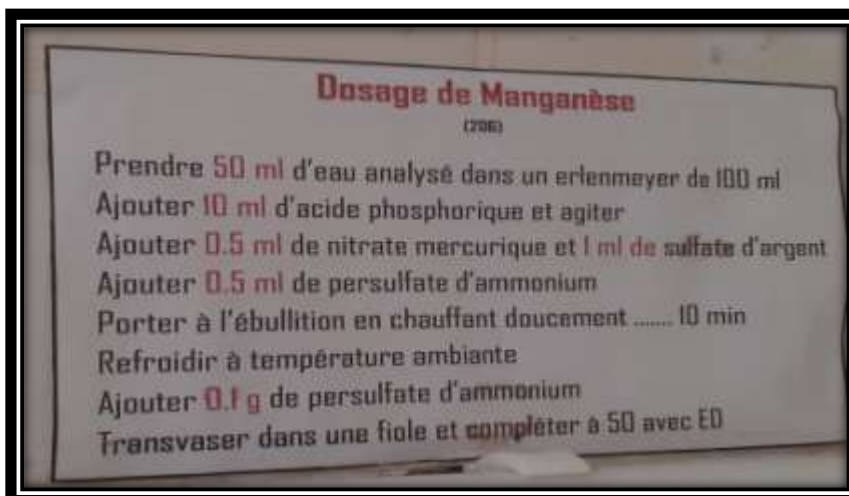 Dosage de Manganèse
(206)
Prendre 50 ml d'eau analysé dans un erlenmeyer de 100 ml
Ajouter 10 ml d'acide phosphorique et agiter
Ajouter 0.5 ml de nitrate mercurique et 1 ml de sulfate d'argent
Ajouter 0.5 ml de persulfate d'ammonium
Porter à l'ébullition en chauffant doucement ....... 10 min
Refroidir à température ambiante
Ajouter 0.1 g de persulfate d'ammonium
Transvaser dans une fiole et compléter à 50 avec ED